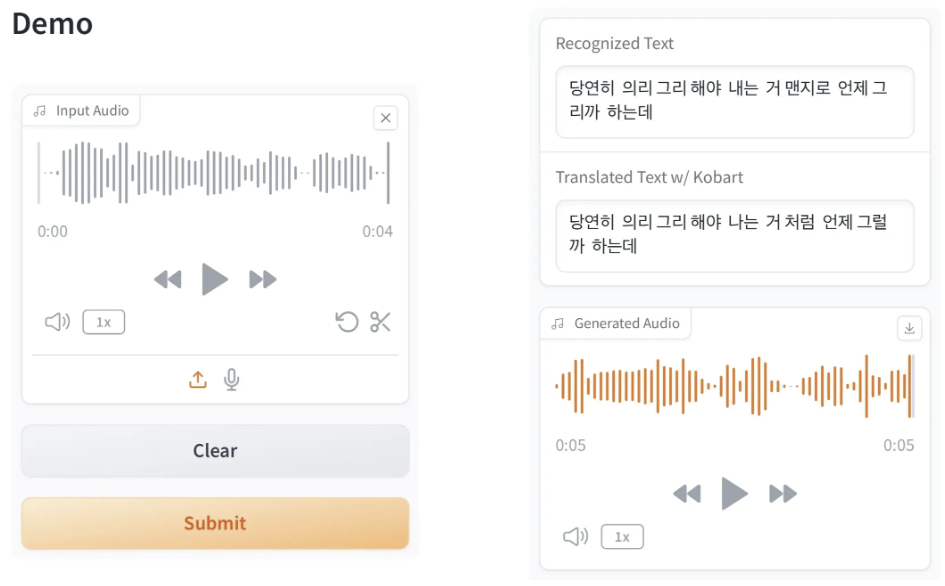 Demo
Input Audio
0:00
0:04
1x
Clear
Submit
Recognized Text
당연히 의리 그리 해야 내는 거 맨지로 언제 그
리까 하는데
Translated Text w/ Kobart
당연히 의리 그리 해야 나는 거 처럼 언제 그럴
까 하는데
Generated Audio
0:05
0:05
1x